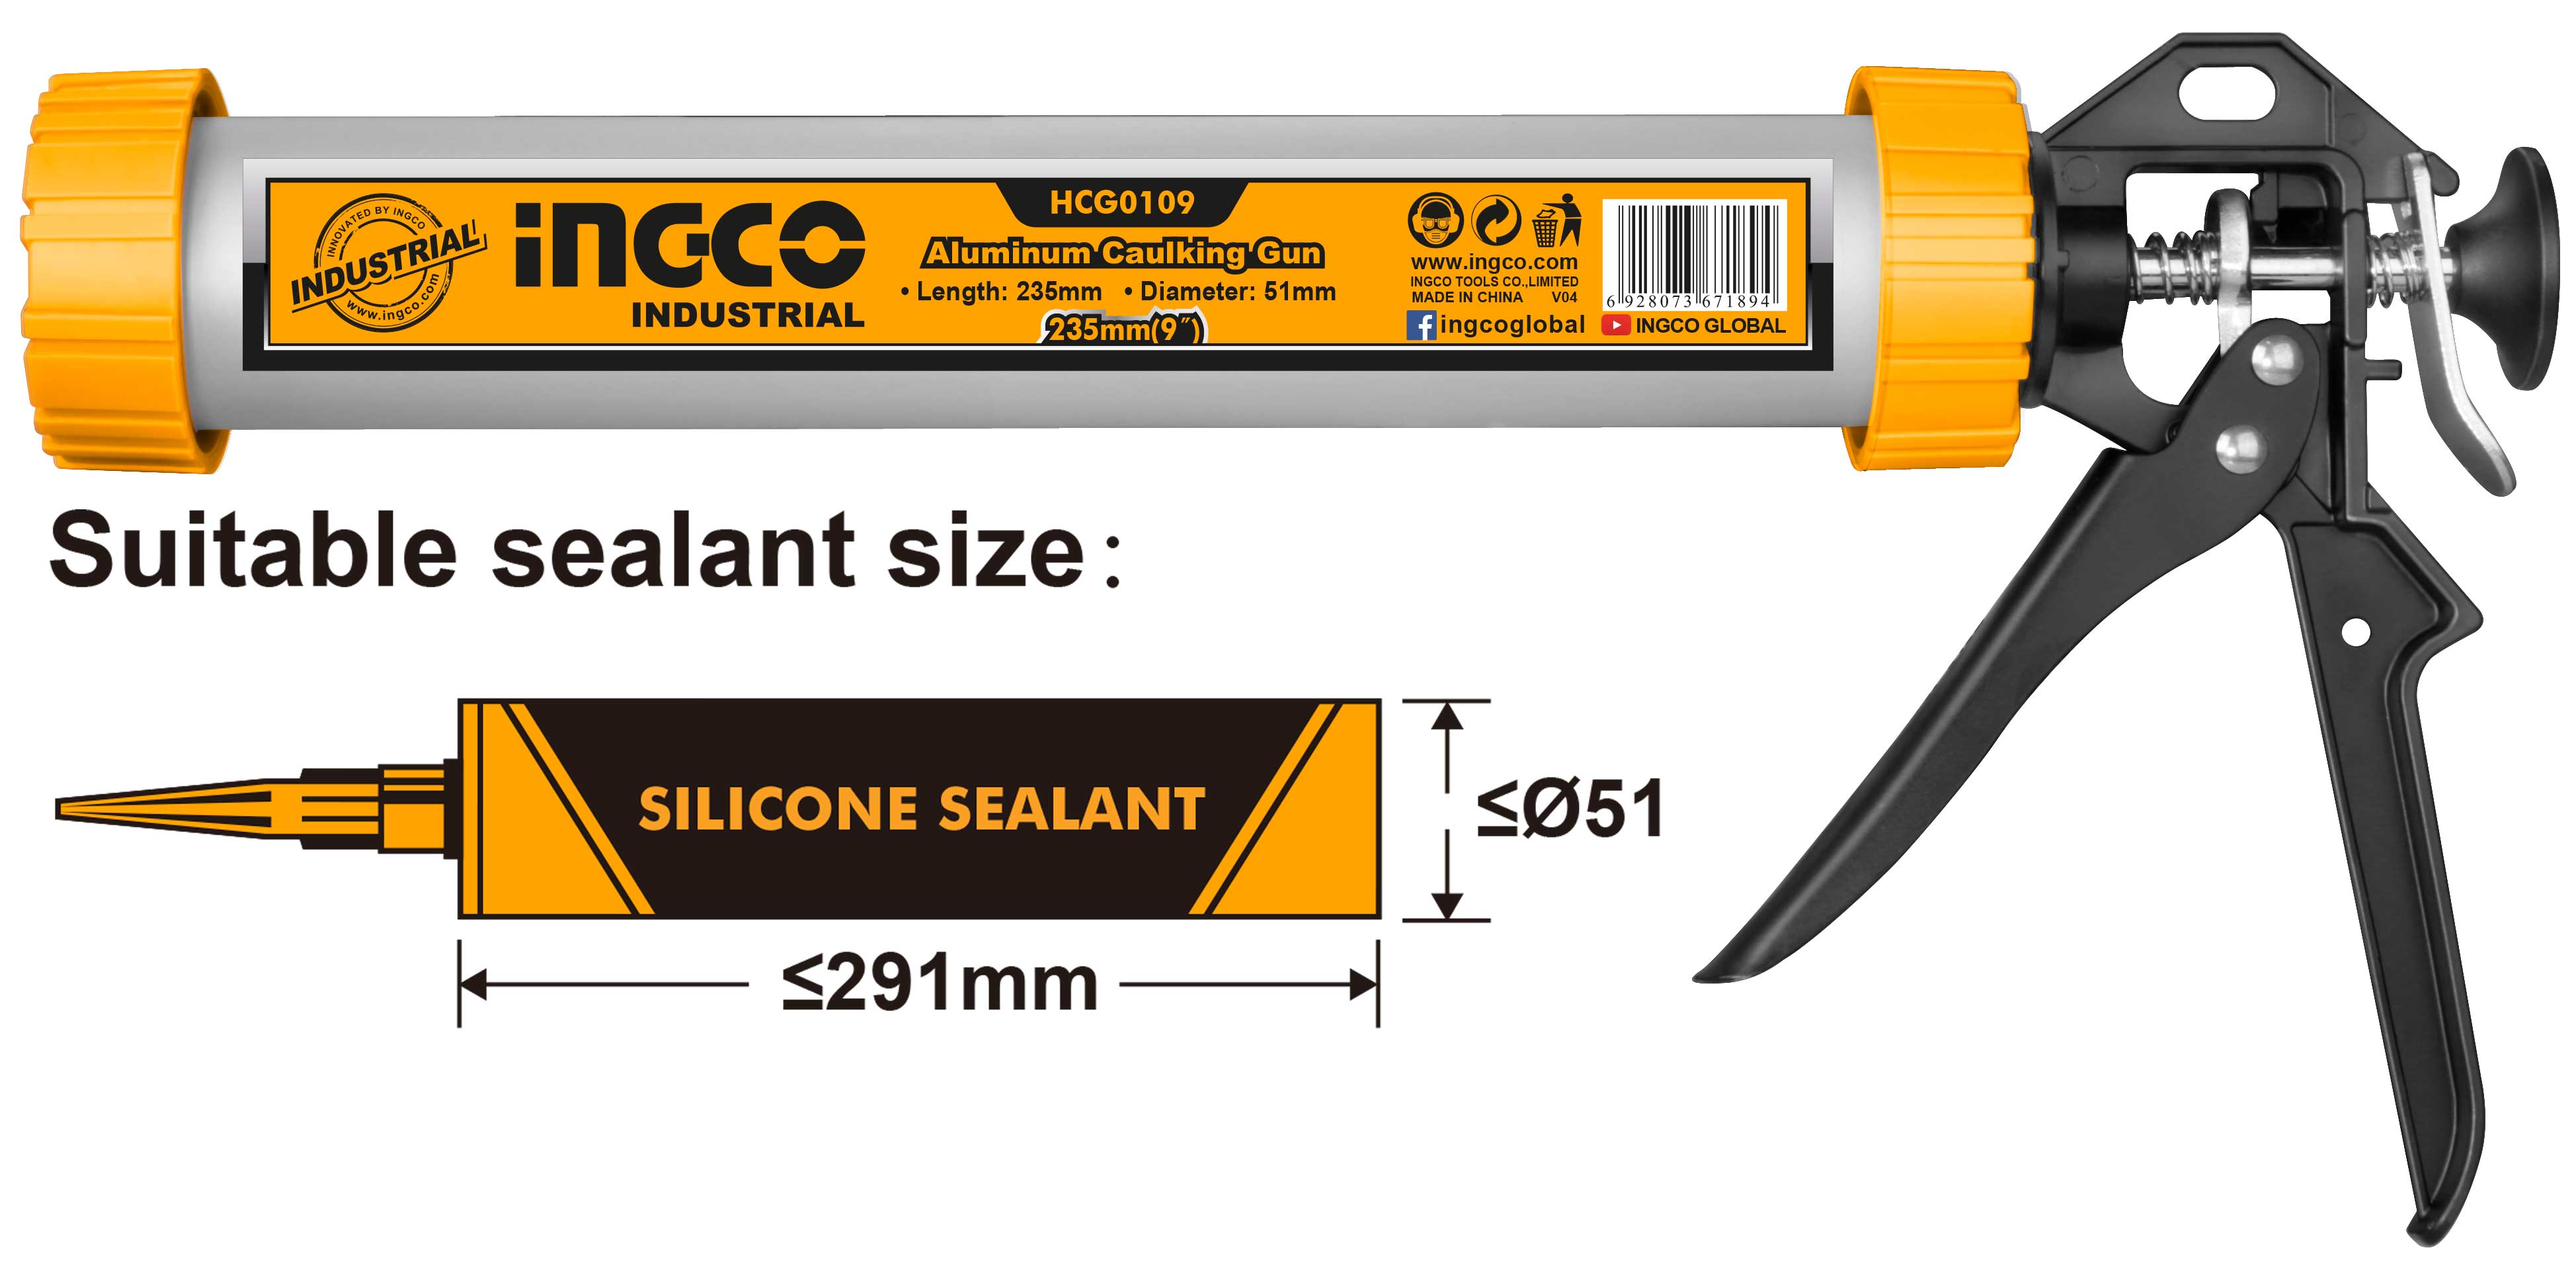 INNOVATED BY INGCO
INDUSTRIAL
www.ingco.com
INGCO
INDUSTRIAL
HCG0109
Aluminum Caulking Gun
• Length: 235mm • Diameter: 51mm
235mm(9″)
www.ingco.com
INGCO TOOLS CO.,LIMITED
MADE IN CHINA V04
ingcoglobal
6 928073 671894
INGCO GLOBAL
Suitable sealant size:
SILICONE SEALANT
≤Ø51
≤291mm